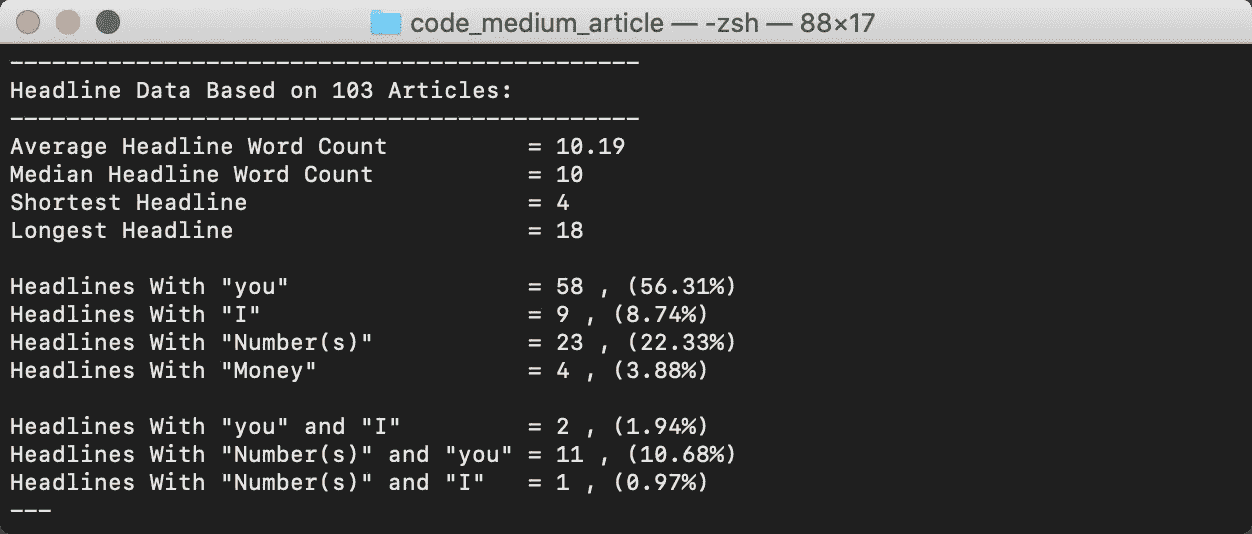 code_medium_article — -zsh — 88×17
---------------------------------------------
Headline Data Based on 103 Articles:
---------------------------------------------
Average Headline Word Count          = 10.19
Median Headline Word Count           = 10
Shortest Headline                    = 4
Longest Headline                     = 18
Headlines With "you"                 = 58 , (56.31%)
Headlines With "I"                   = 9 , (8.74%)
Headlines With "Number(s)"           = 23 , (22.33%)
Headlines With "Money"               = 4 , (3.88%)
Headlines With "you" and "I"         = 2 , (1.94%)
Headlines With "Number(s)" and "you" = 11 , (10.68%)
Headlines With "Number(s)" and "I"   = 1 , (0.97%)
---